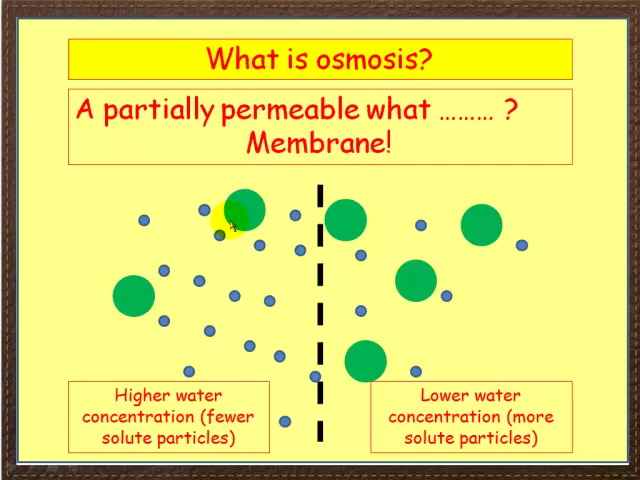 What is osmosis?
A partially permeable what ……… ?
Membrane!
Higher water
concentration (fewer
solute particles)
Lower water
concentration (more
solute particles)